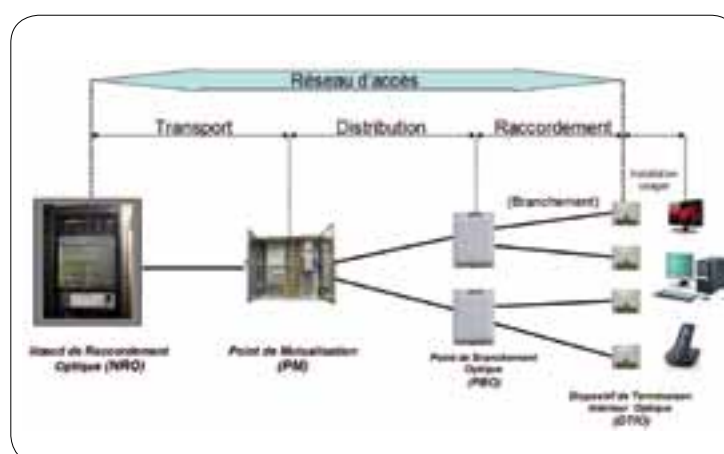 Réseau d'accès
Transport
Distribution
Raccordement
Installation
usager
(Branchement)
Nœud de Raccordement
Optique (NRO)
Point de Mutualisation
(PM)
Point de Branchement
Optique
(PBO)
Dispositif de Terminaison
Intérieur Optique
(DTIO)